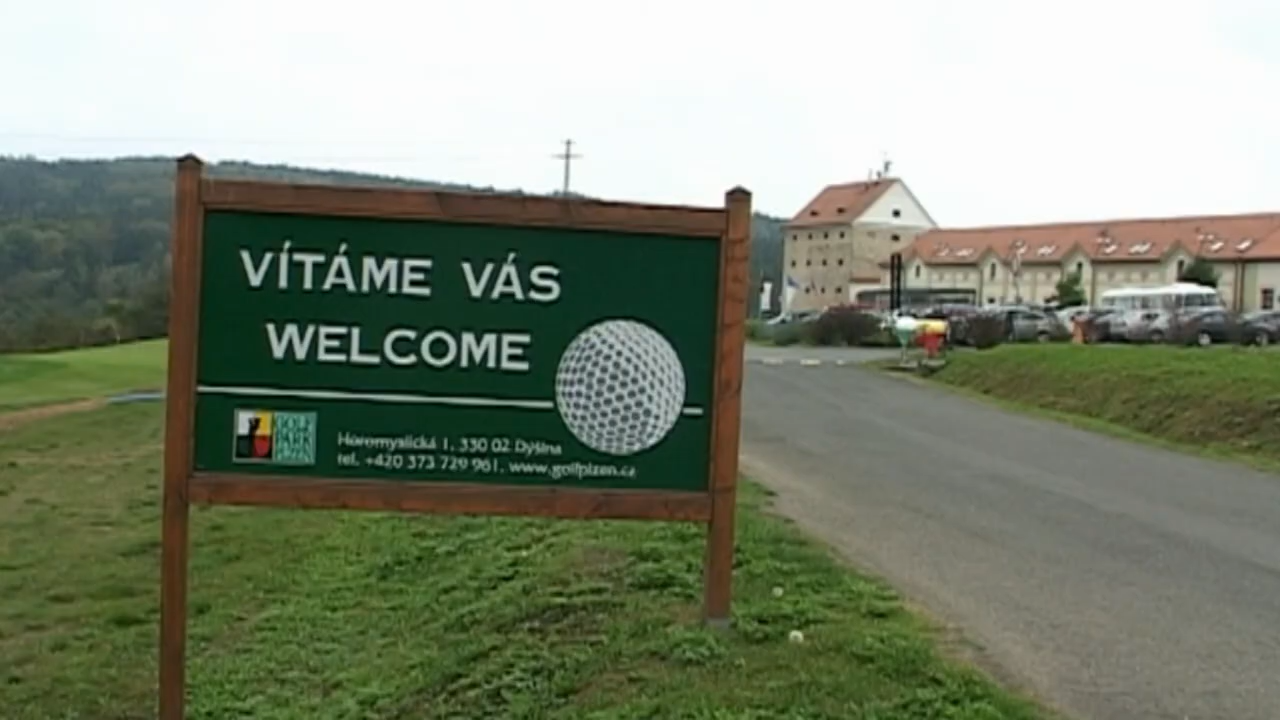 VÍTÁME VÁS
WELCOME
GOLF
PARK
PLZEŇ
Horomyslická 1, 330 02 Dýšina
tel. +420 373 729 961, www.golfplzen.cz